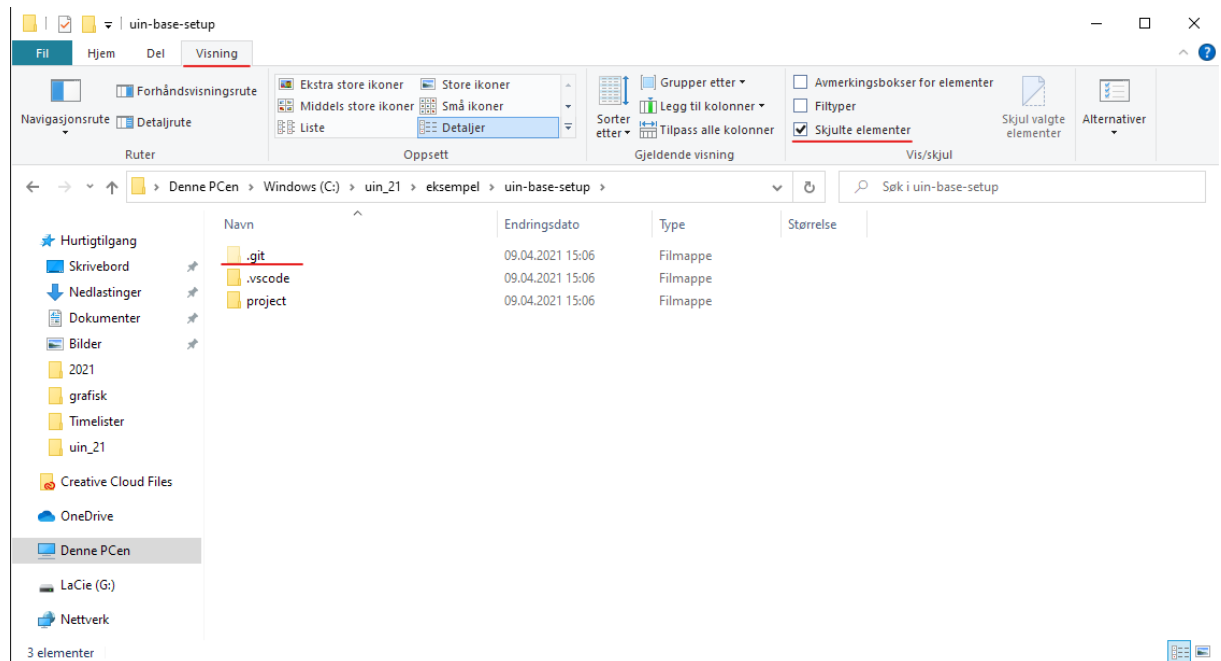 uin-base-setup
Fil Hjem Del Visning
Navigasjonsrute
Forhåndsvisningsrute
Detaljrute
Ruter
Ekstra store ikoner Store ikoner
Middels store ikoner Små ikoner
Liste Detaljer
Oppsett
Sorter
etter
Grupper etter
Legg til kolonner
Tilpass alle kolonner
Gjeldende visning
Avmerkingsbokser for elementer
Filtyper
Skjulte elementer
Skjul valgte
elementer
Vis/skjul
Alternativer
Denne PCen > Windows (C:) > uin_21 > eksempel > uin-base-setup >
Søk i uin-base-setup
Hurtigtilgang
Skrivebord
Nedlastinger
Dokumenter
Bilder
2021
grafisk
Timelister
uin_21
Creative Cloud Files
OneDrive
Denne PCen
LaCie (G:)
Nettverk
Navn Endringsdato Type Størrelse
.git 09.04.2021 15:06 Filmappe
.vscode 09.04.2021 15:06 Filmappe
project 09.04.2021 15:06 Filmappe
3 elementer